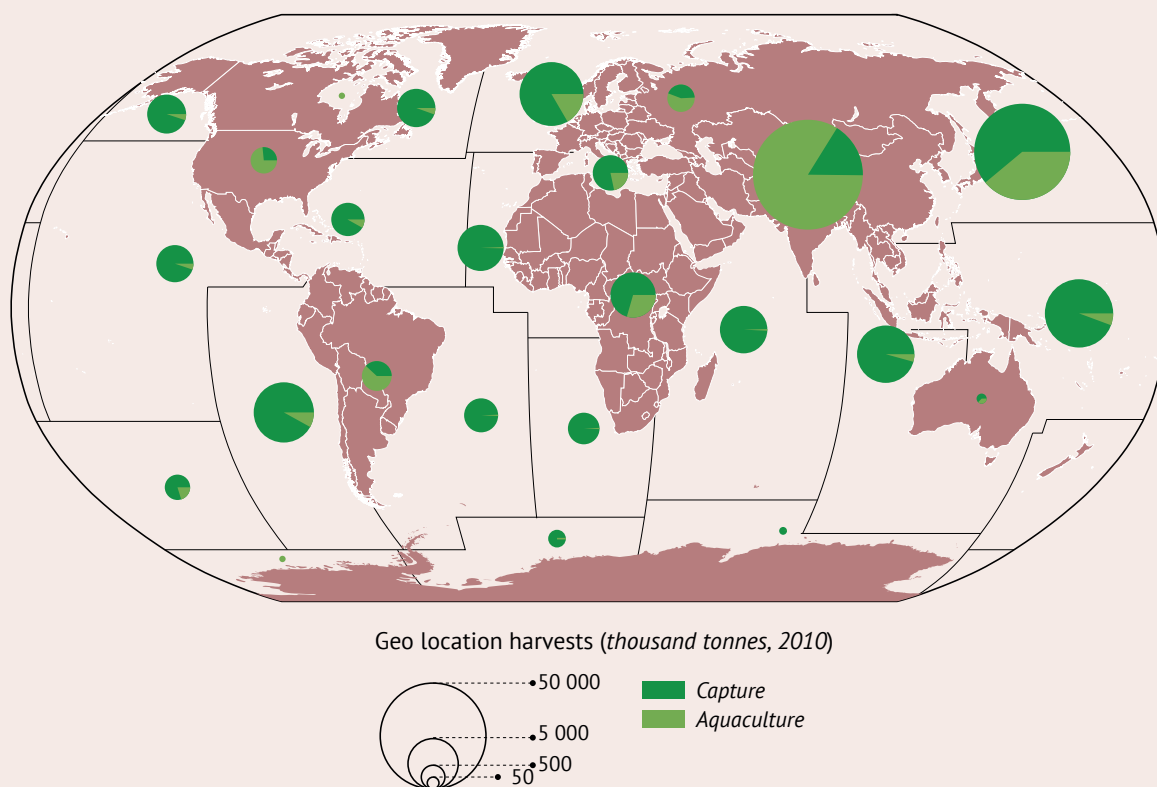 Geo location harvests (thousand tonnes, 2010)
50 000
5 000
500
50
Capture
Aquaculture